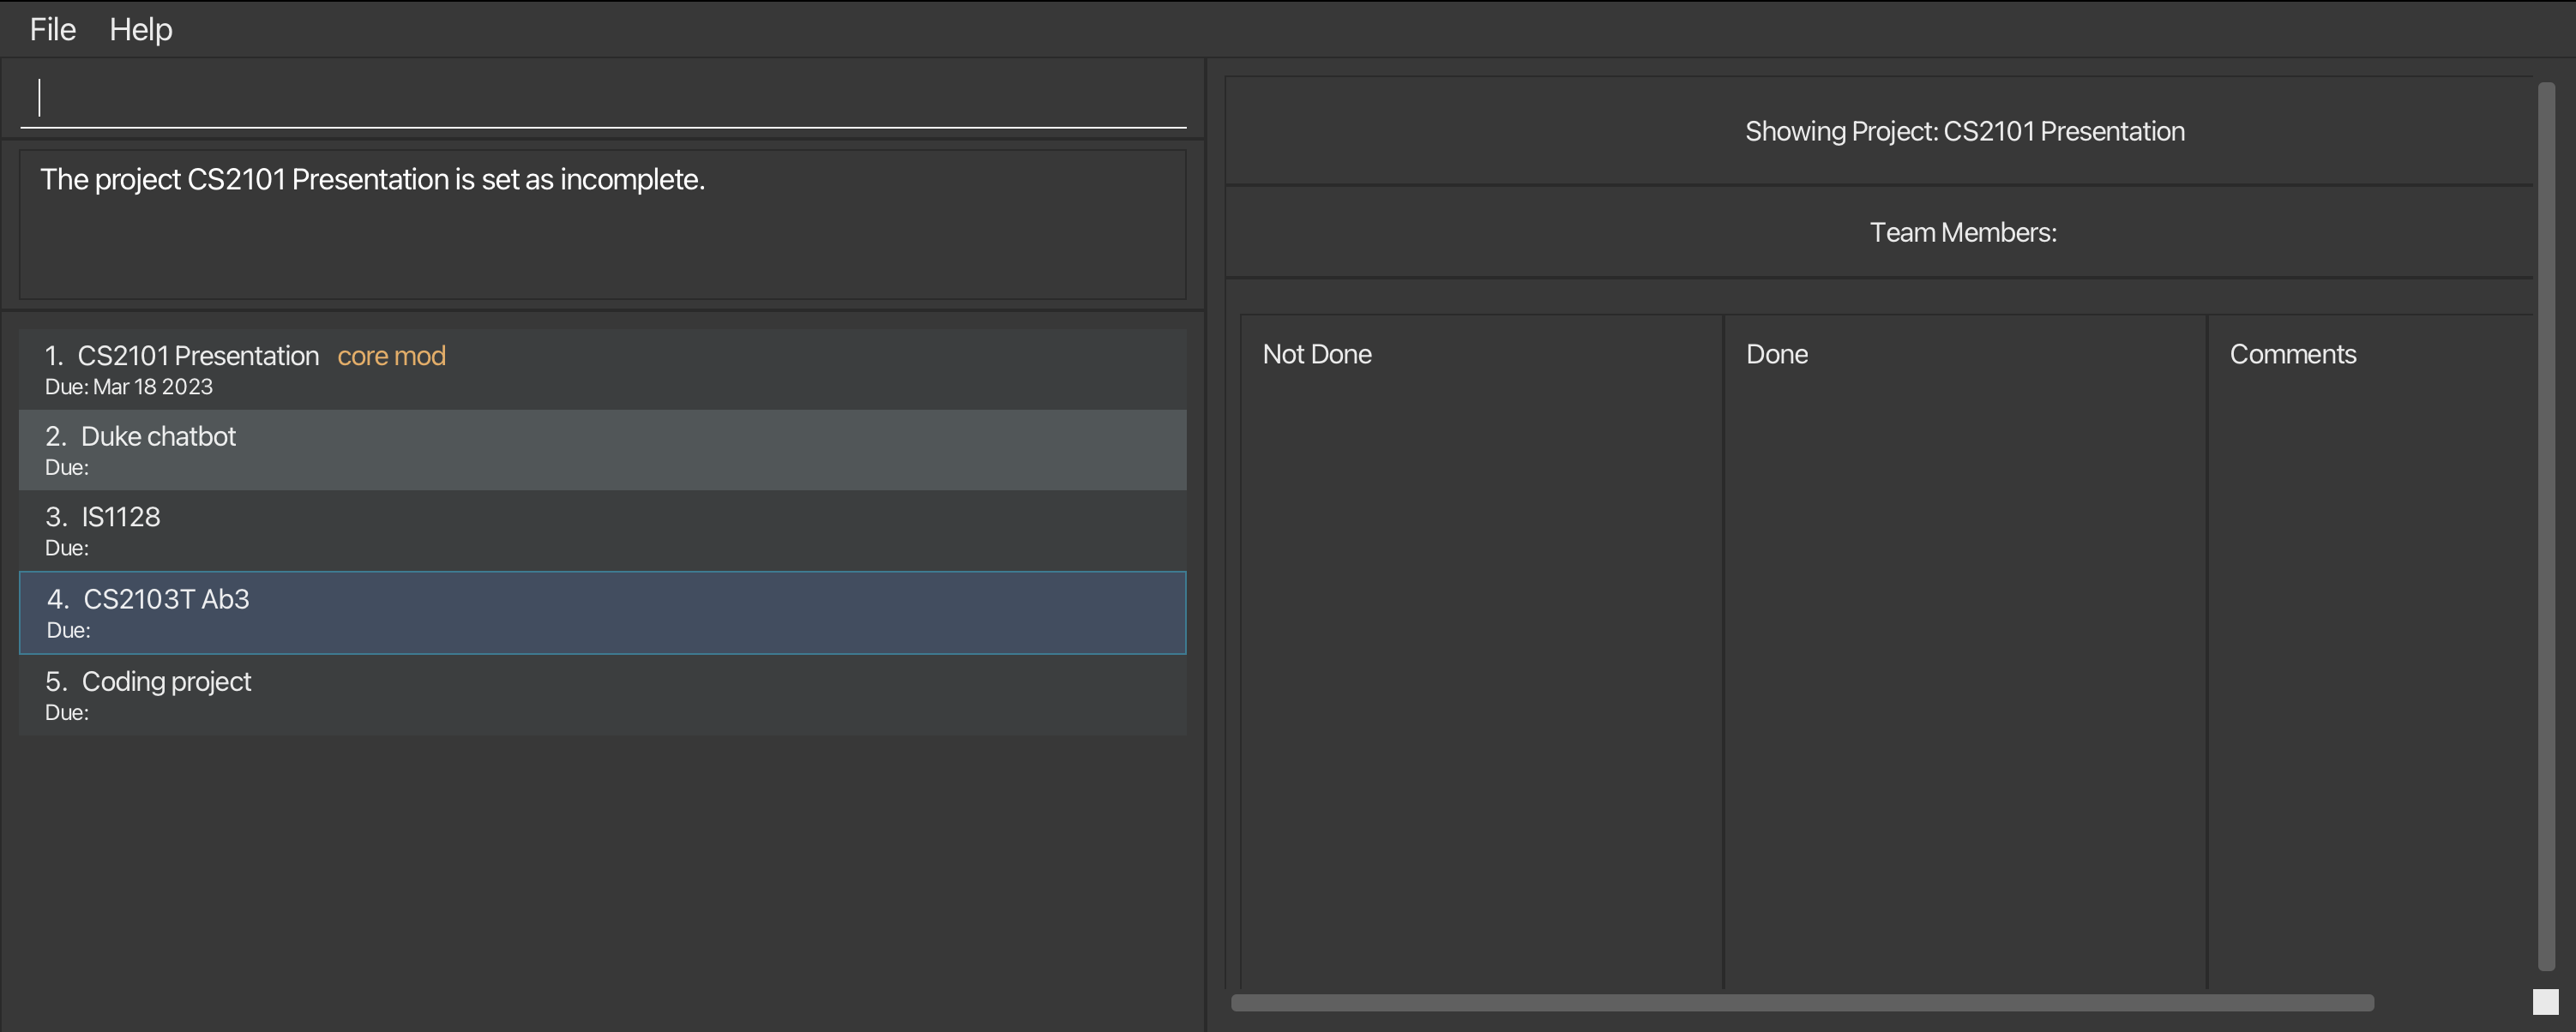 File Help
The project CS2101 Presentation is set as incomplete.
1. CS2101 Presentation core mod
Due: Mar 18 2023
2. Duke chatbot
Due:
3. IS1128
Due:
4. CS2103T Ab3
Due:
5. Coding project
Due:
Showing Project: CS2101 Presentation
Team Members:
Not Done
Done
Comments